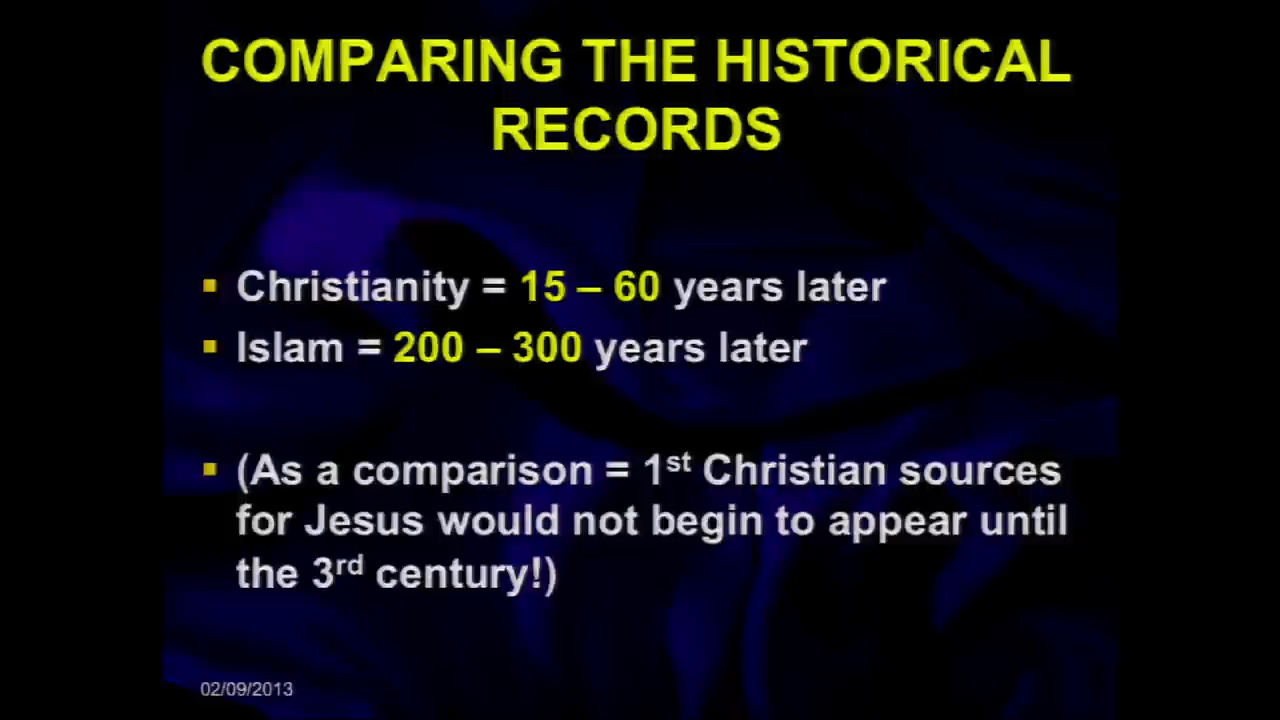 COMPARING THE HISTORICAL
RECORDS
▪ Christianity = 15 – 60 years later
▪ Islam = 200 – 300 years later
▪ (As a comparison = 1st Christian sources
for Jesus would not begin to appear until
the 3rd century!)
02/09/2013